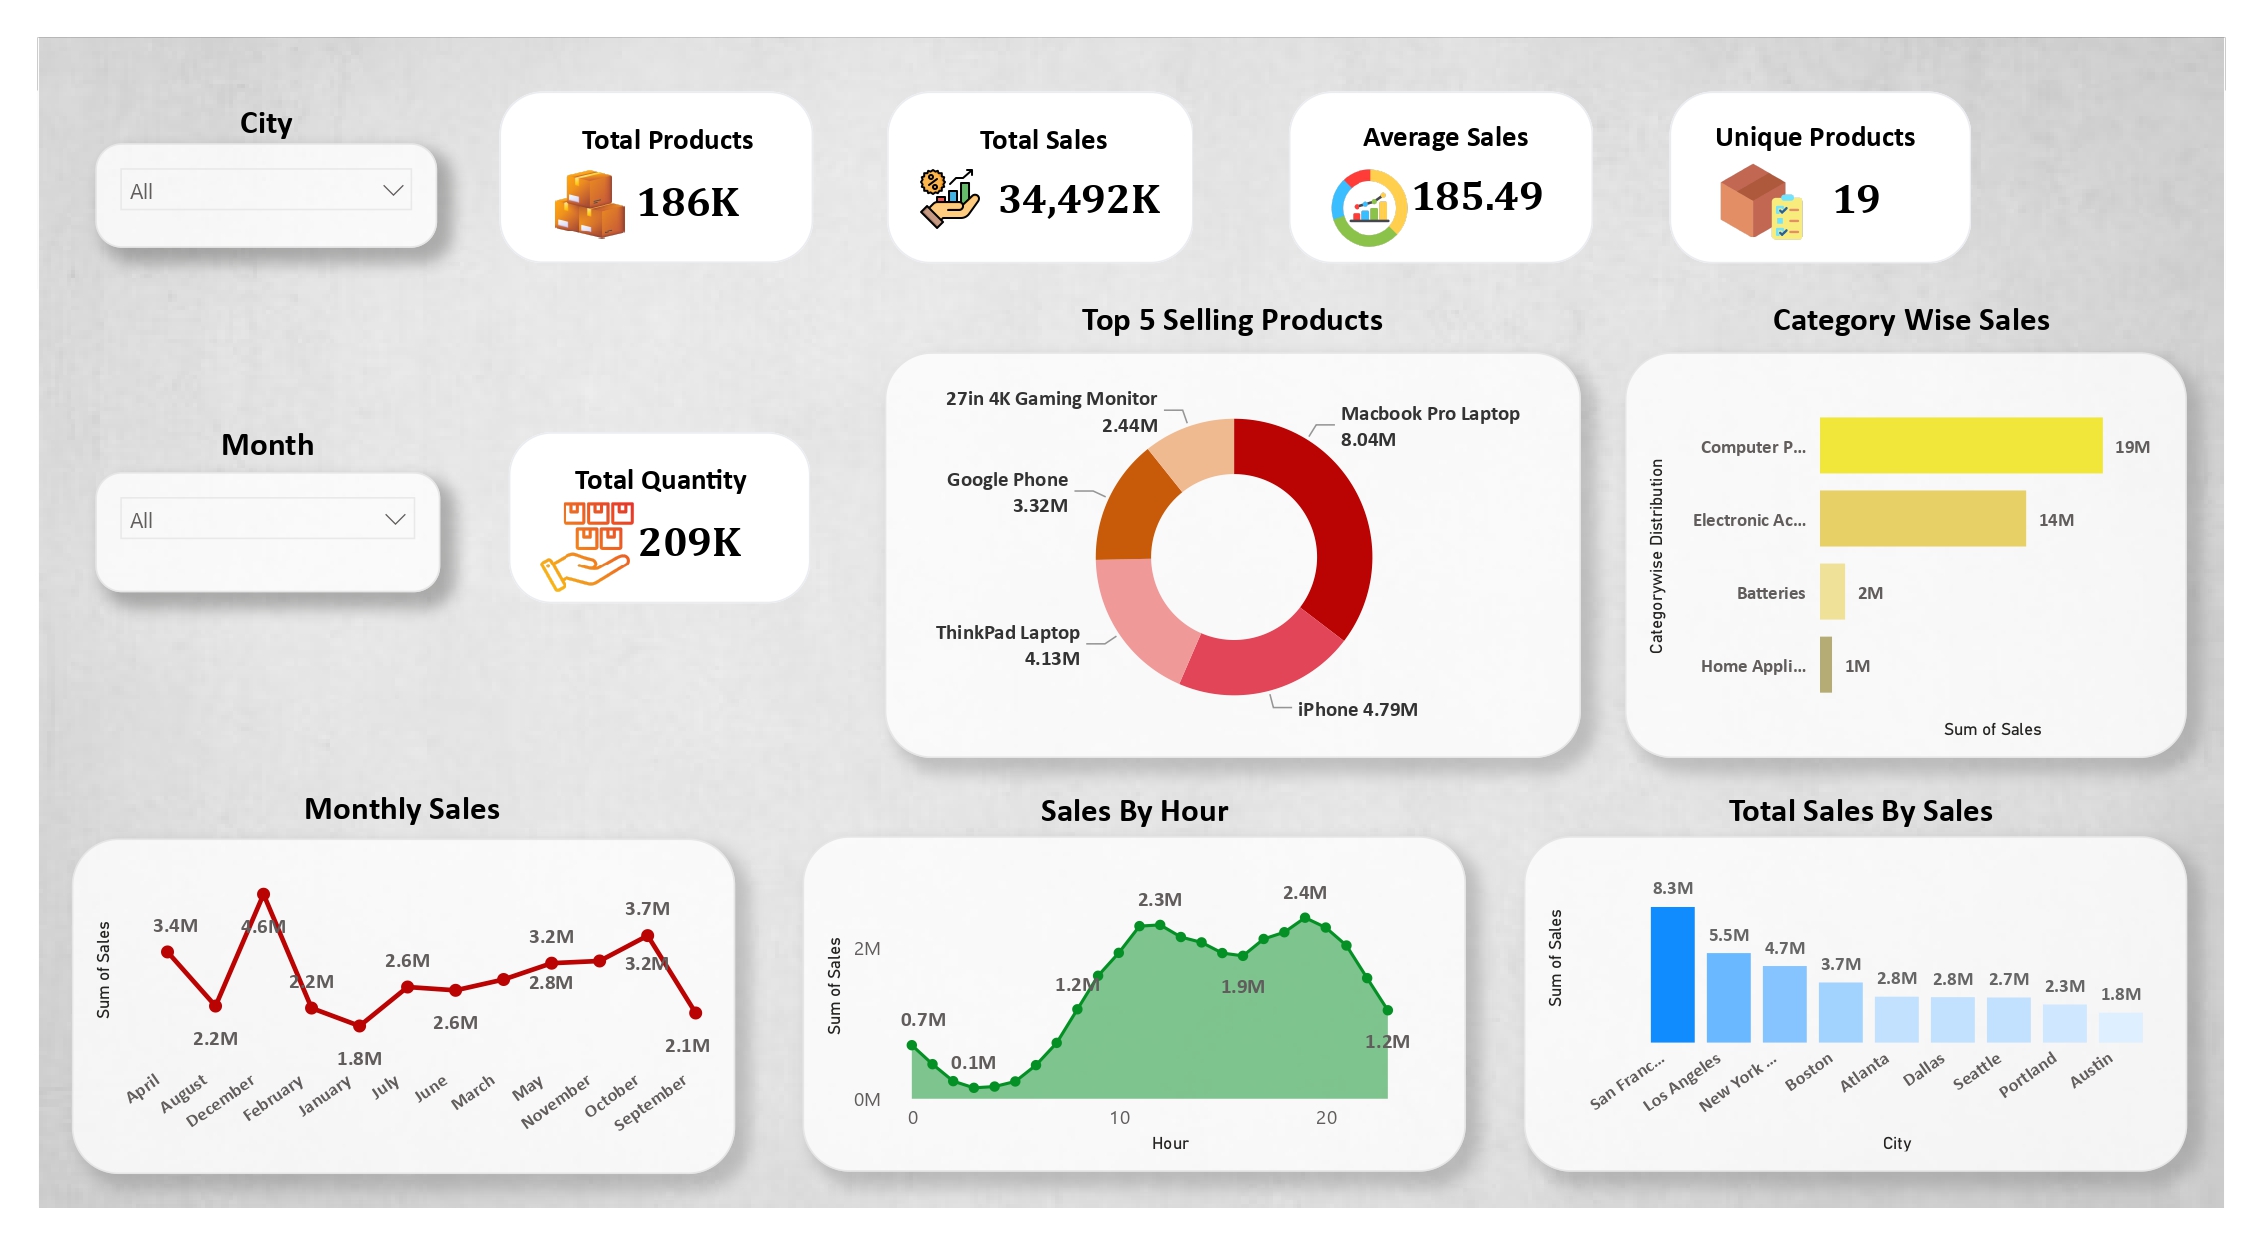 City
All
Total Products
186K
Total Sales
34,492K
Average Sales
185.49
Unique Products
19
Month
All
Total Quantity
209K
Top 5 Selling Products
27in 4K Gaming Monitor
2.44M
Macbook Pro Laptop
8.04M
Google Phone
3.32M
ThinkPad Laptop
4.13M
iPhone 4.79M
Category Wise Sales
Categorywise Distribution
Computer P...
19M
Electronic Ac...
14M
Batteries
2M
Home Appli...
1M
Sum of Sales
Monthly Sales
Sum of Sales
3.4M
2.2M
4.6M
2.2M
1.8M
2.6M
2.6M
2.8M
3.2M
3.2M
3.7M
2.1M
April
August
December
February
January
July
June
March
May
November
October
September
Sales By Hour
Sum of Sales
2M
0M
0.7M
0.1M
1.2M
2.3M
1.9M
2.4M
1.2M
0
10
20
Hour
Total Sales By Sales
Sum of Sales
8.3M
5.5M
4.7M
3.7M
2.8M
2.8M
2.7M
2.3M
1.8M
San Franc...
Los Angeles
New York ...
Boston
Atlanta
Dallas
Seattle
Portland
Austin
City